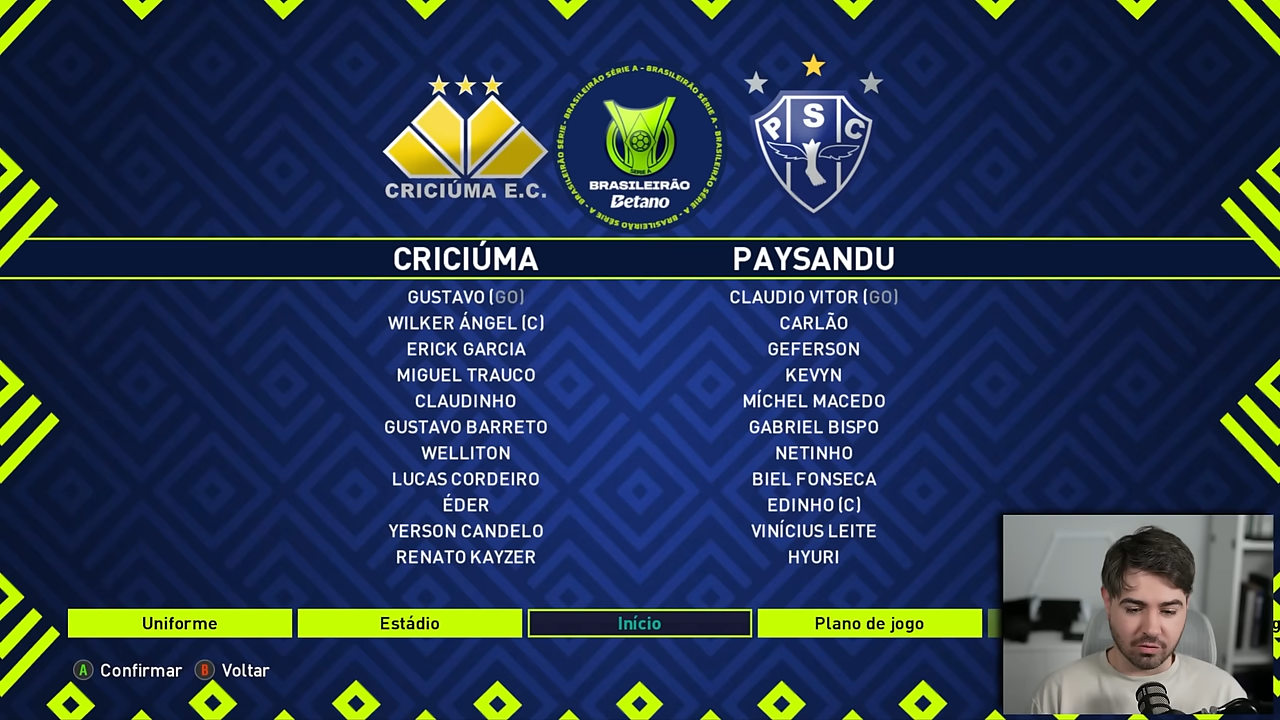 CRICIÚMA E.C.
BRASILEIRÃO SÉRIE A - BRASILEIRÃO SÉRIE A - BRASILEIRÃO SÉRIE A - BRASILEIRÃO SÉRIE A -
SÉRIE A
BRASILEIRÃO
Betano
P S C
CRICIÚMA
PAYSANDU
GUSTAVO (GO)
CLAUDIO VITOR (GO)
WILKER ÁNGEL (C)
CARLÃO
ERICK GARCIA
GEFERSON
MIGUEL TRAUCO
KEVYN
CLAUDINHO
MÍCHEL MACEDO
GUSTAVO BARRETO
GABRIEL BISPO
WELLITON
NETINHO
LUCAS CORDEIRO
BIEL FONSECA
ÉDER
EDINHO (C)
YERSON CANDELO
VINÍCIUS LEITE
RENATO KAYZER
HYURI
Uniforme
Estádio
Início
Plano de jogo
A Confirmar
B Voltar